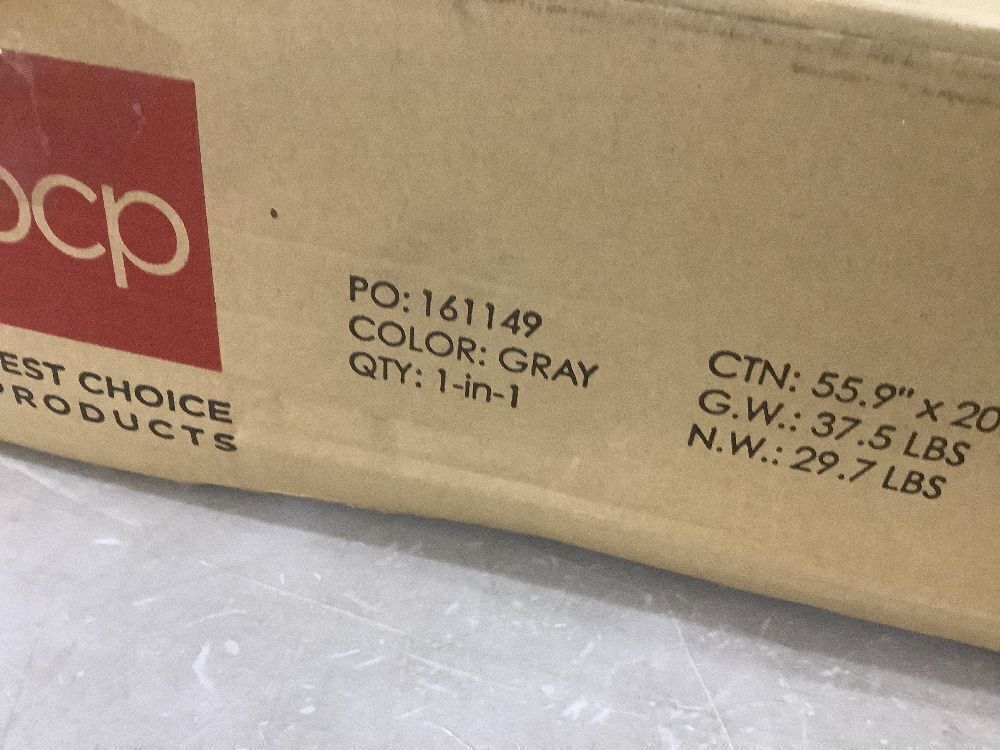 bcp
EST CHOICE
PRODUCTS
PO: 161149
COLOR: GRAY
QTY: 1-in-1
CTN: 55.9" x 20
G.W.: 37.5 LBS
N.W.: 29.7 LBS